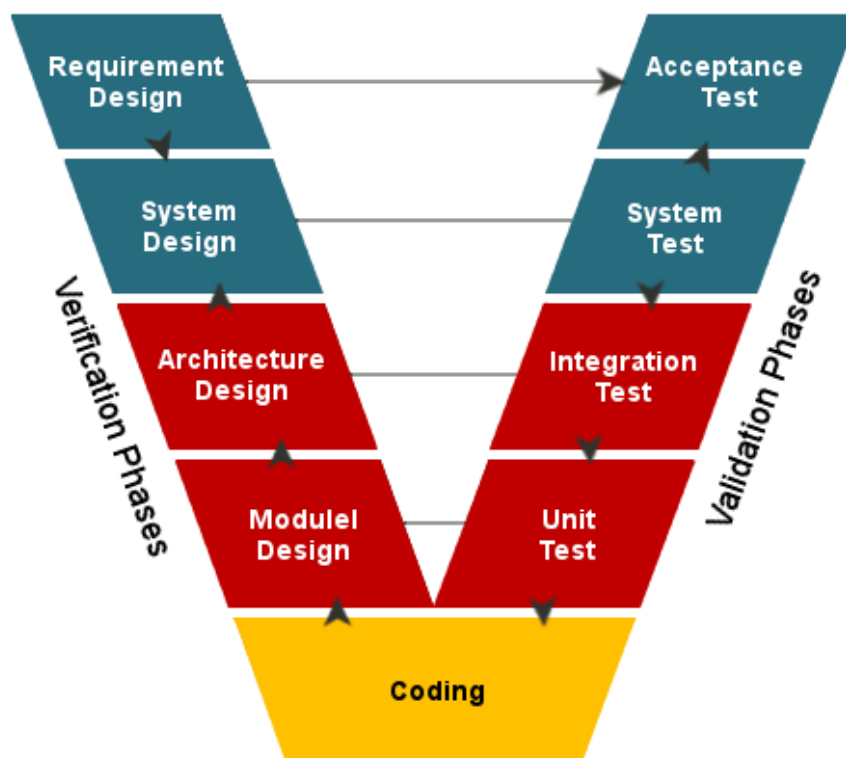 Requirement
Design
Acceptance
Test
System
Design
System
Test
Architecture
Design
Integration
Test
Modulel
Design
Unit
Test
Coding
Verification Phases
Validation Phases